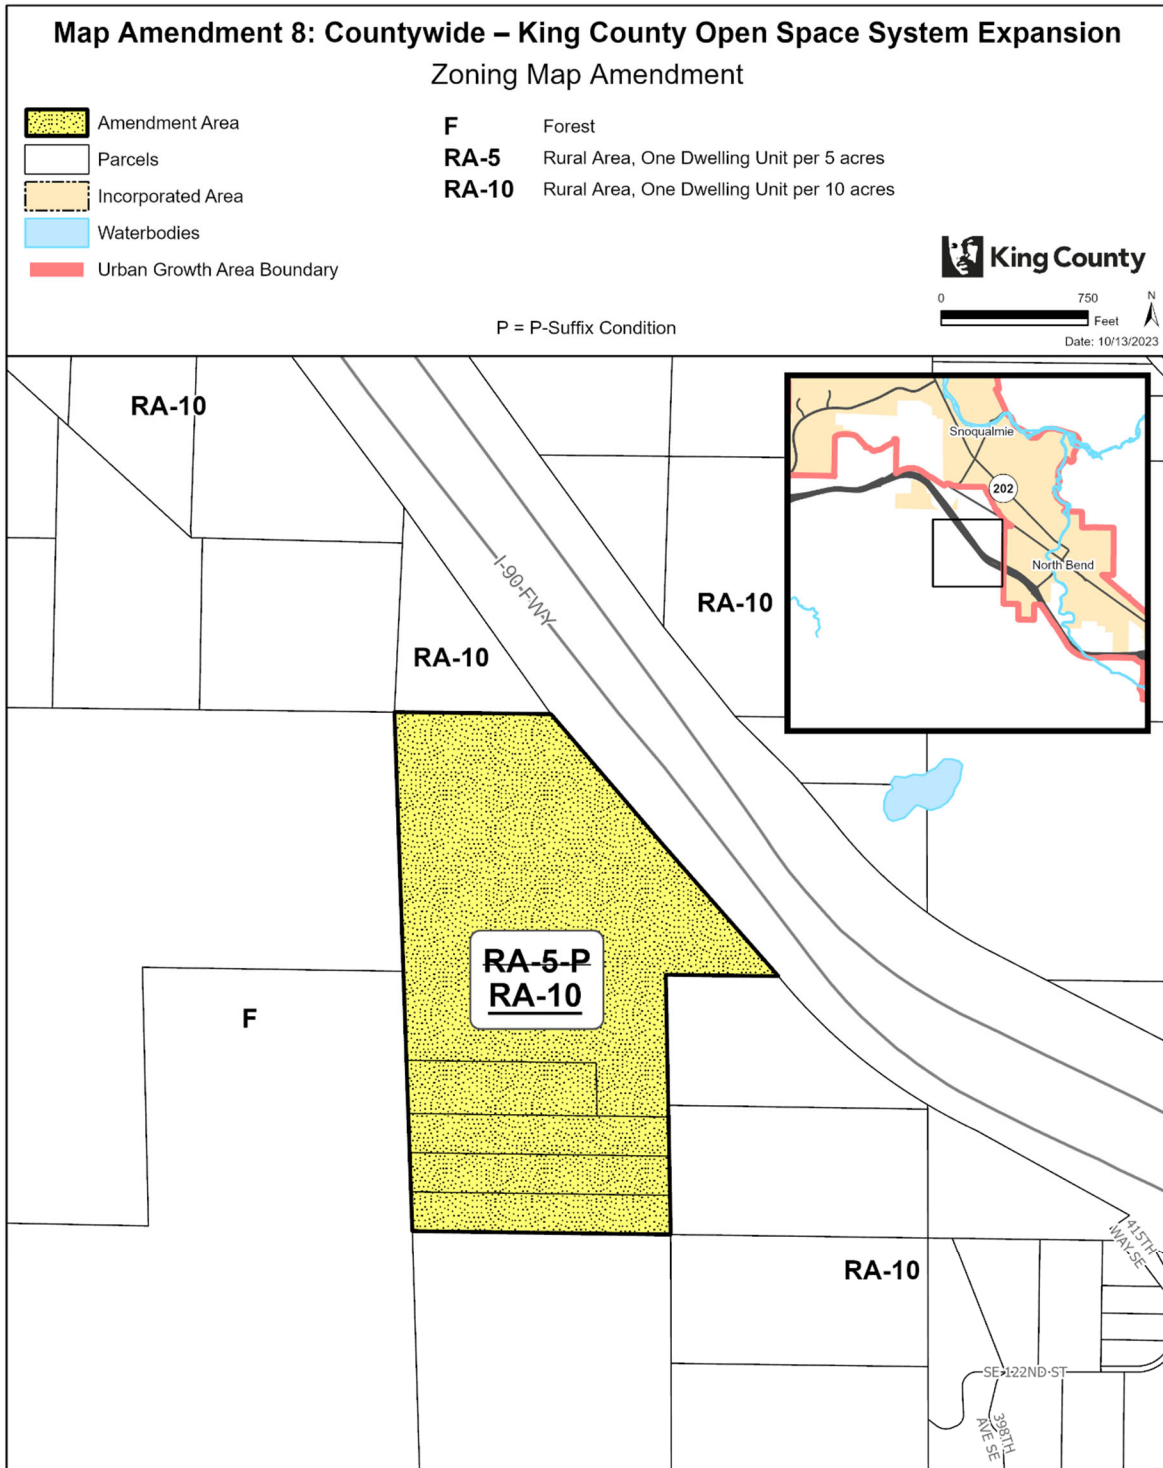 Map Amendment 8: Countywide – King County Open Space System Expansion
Zoning Map Amendment
Amendment Area
Parcels
Incorporated Area
Waterbodies
Urban Growth Area Boundary
F Forest
RA-5 Rural Area, One Dwelling Unit per 5 acres
RA-10 Rural Area, One Dwelling Unit per 10 acres
King County
0 750
Feet
N
Date: 10/13/2023
P = P-Suffix Condition
RA-10
Snoqualmie
202
North Bend
I-90 FWY
RA-10
RA-10
RA-5-P
RA-10
F
RA-10
415TH
WAY SE
SE 122ND ST
398TH
AVE SE